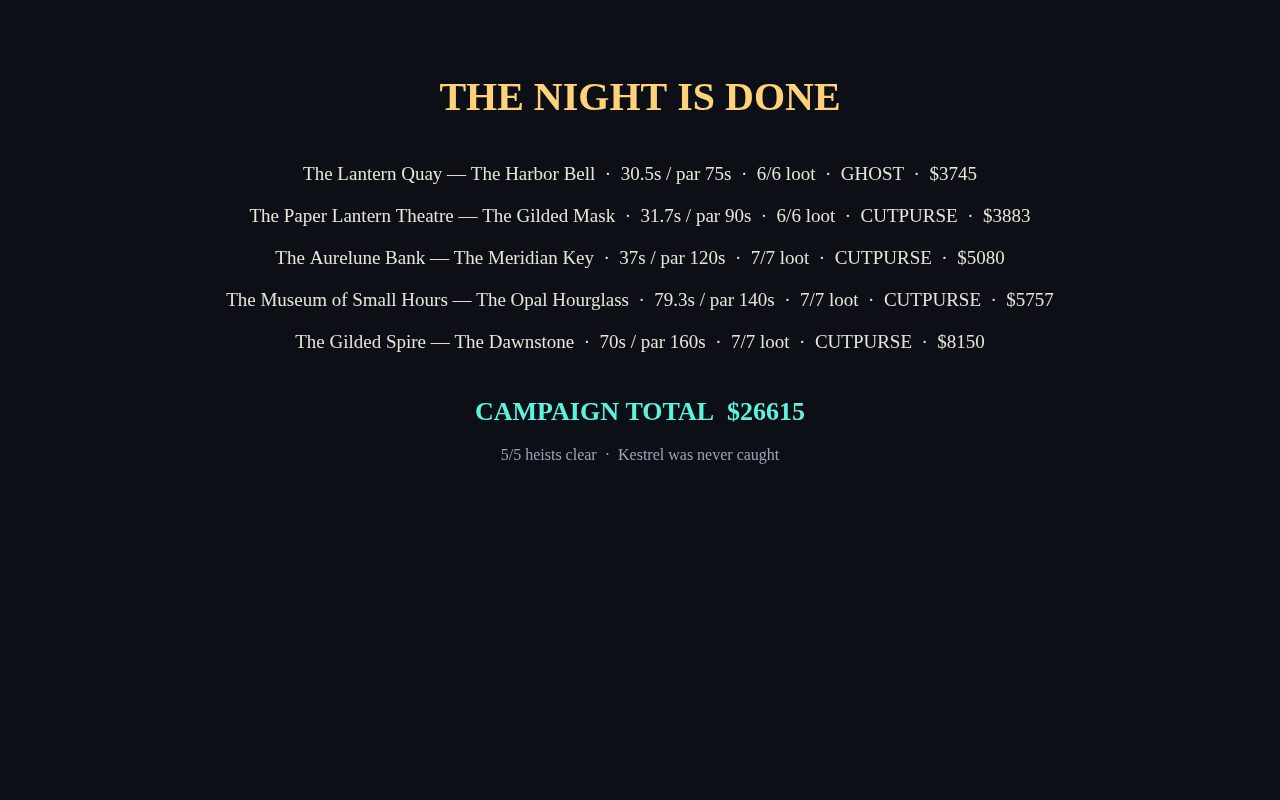 THE NIGHT IS DONE
The Lantern Quay — The Harbor Bell · 30.5s / par 75s · 6/6 loot · GHOST · $3745
The Paper Lantern Theatre — The Gilded Mask · 31.7s / par 90s · 6/6 loot · CUTPURSE · $3883
The Aurelune Bank — The Meridian Key · 37s / par 120s · 7/7 loot · CUTPURSE · $5080
The Museum of Small Hours — The Opal Hourglass · 79.3s / par 140s · 7/7 loot · CUTPURSE · $5757
The Gilded Spire — The Dawnstone · 70s / par 160s · 7/7 loot · CUTPURSE · $8150
CAMPAIGN TOTAL $26615
5/5 heists clear · Kestrel was never caught